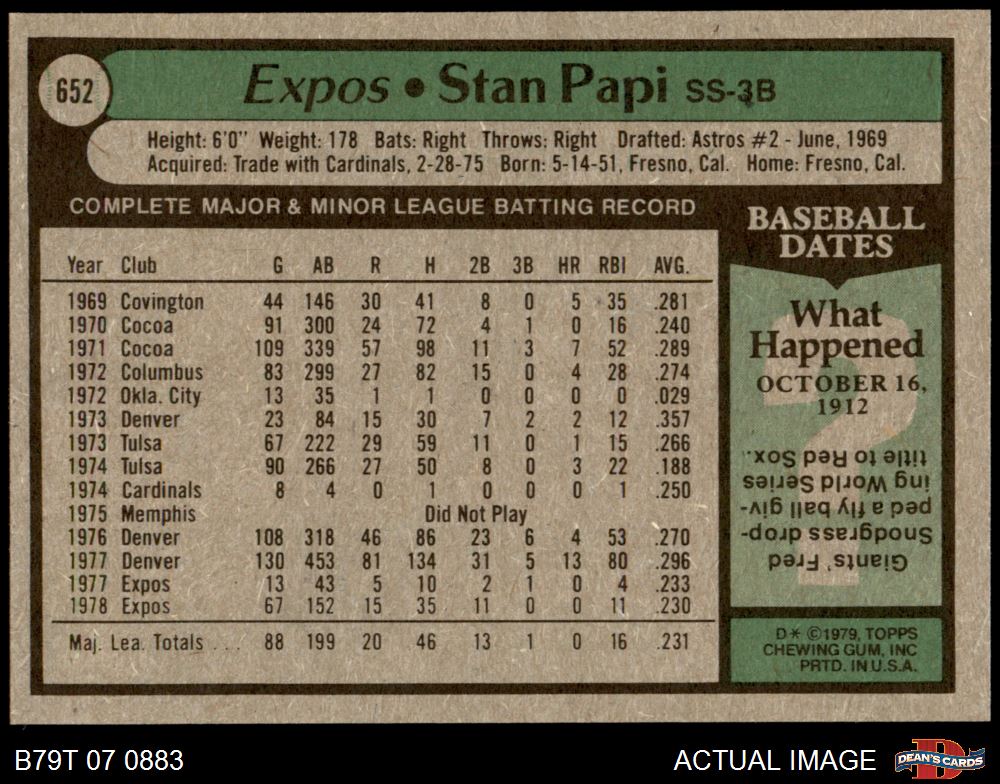 652
Expos • Stan Papi SS-3B
Height: 6'0" Weight: 178 Bats: Right Throws: Right Drafted: Astros #2 - June, 1969
Acquired: Trade with Cardinals, 2-28-75 Born: 5-14-51, Fresno, Cal. Home: Fresno, Cal.
COMPLETE MAJOR & MINOR LEAGUE BATTING RECORD
Year Club G AB R H 2B 3B HR RBI AVG.
1969 Covington 44 146 30 41 8 0 5 35 .281
1970 Cocoa 91 300 24 72 4 1 0 16 .240
1971 Cocoa 109 339 57 98 11 3 7 52 .289
1972 Columbus 83 299 27 82 15 0 4 28 .274
1972 Okla. City 13 35 1 1 0 0 0 0 .029
1973 Denver 23 84 15 30 7 2 2 12 .357
1973 Tulsa 67 222 29 59 11 0 1 15 .266
1974 Tulsa 90 266 27 50 8 0 3 22 .188
1974 Cardinals 8 4 0 1 0 0 0 1 .250
1975 Memphis Did Not Play
1976 Denver 108 318 46 86 23 6 4 53 .270
1977 Denver 130 453 81 134 31 5 13 80 .296
1977 Expos 13 43 5 10 2 1 0 4 .233
1978 Expos 67 152 15 35 11 0 0 11 .230
Maj. Lea. Totals . . . 88 199 20 46 13 1 0 16 .231
BASEBALL
DATES
What
Happened
OCTOBER 16,
1912
?
Giants' Fred
Snodgrass drop-
ped a fly ball giv-
ing World Series
title to Red Sox..
D* ©1979, TOPPS
CHEWING GUM, INC
PRTD. IN U.S.A.
B79T 07 0883
ACTUAL IMAGE
D
DEAN'S CARDS